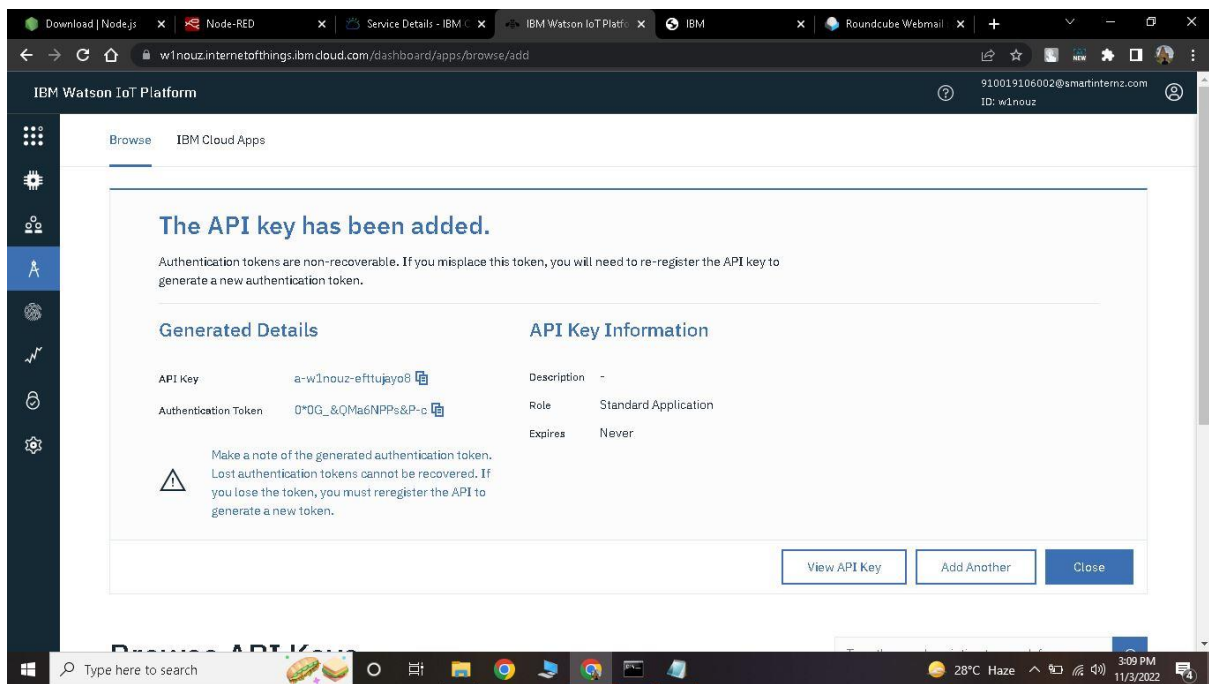 Download | Node.js
Node-RED
Service Details - IBM C
IBM Watson IoT Platfo
IBM
Roundcube Webmail
w1nouz.internetofthings.ibmcloud.com/dashboard/apps/browse/add
NEW
IBM Watson IoT Platform
910019106002@smartinternz.com
ID: w1nouz
Browse
IBM Cloud Apps
The API key has been added.
Authentication tokens are non-recoverable. If you misplace this token, you will need to re-register the API key to
generate a new authentication token.
Generated Details
API Key a-w1nouz-efttujayo8
Authentication Token 0*0G_&QMa6NPPs&P-c
Make a note of the generated authentication token.
Lost authentication tokens cannot be recovered. If
you lose the token, you must reregister the API to
generate a new token.
API Key Information
Description -
Role Standard Application
Expires Never
View API Key
Add Another
Close
Browse API Keys
Type here to search
28°C Haze
3:09 PM
11/3/2022
4